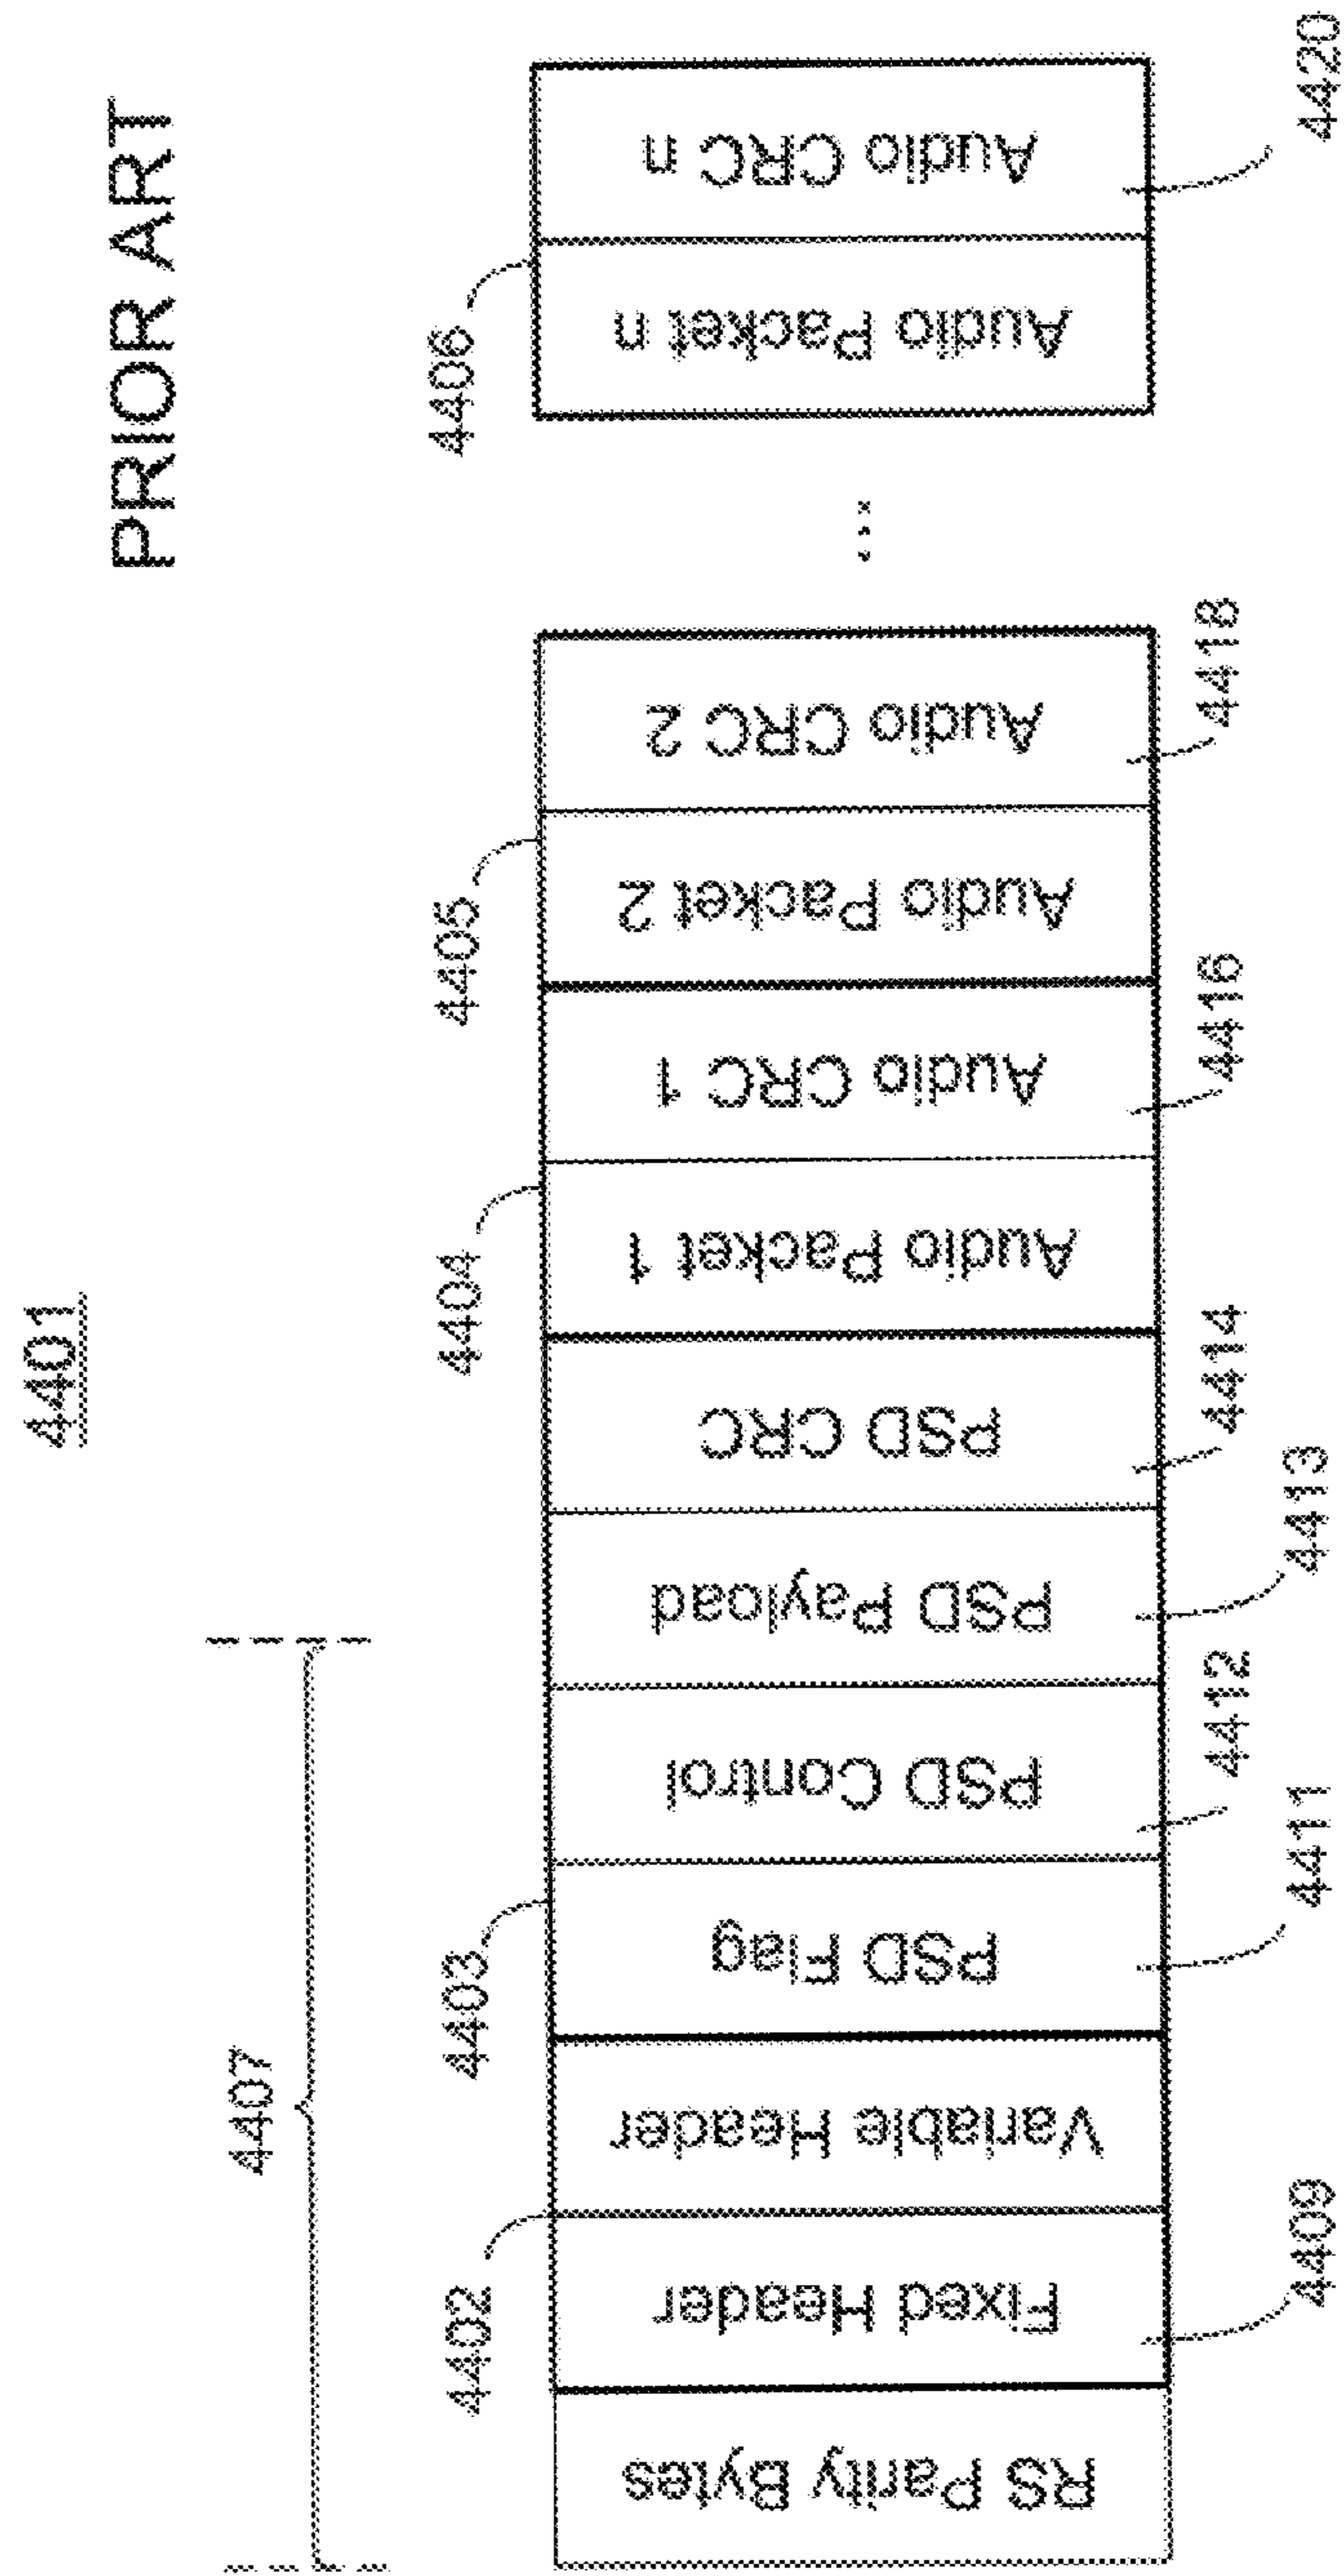 4401
PRIOR ART
4407
4402
4403
4404
4405
4406
RS Parity Bytes
Fixed Header
Variable Header
PSD Flag
PSD Control
PSD Payload
PSD CRC
Audio Packet 1
Audio CRC 1
Audio Packet 2
Audio CRC 2
...
Audio Packet n
Audio CRC n
4409
4411
4412
4413
4414
4416
4418
4420